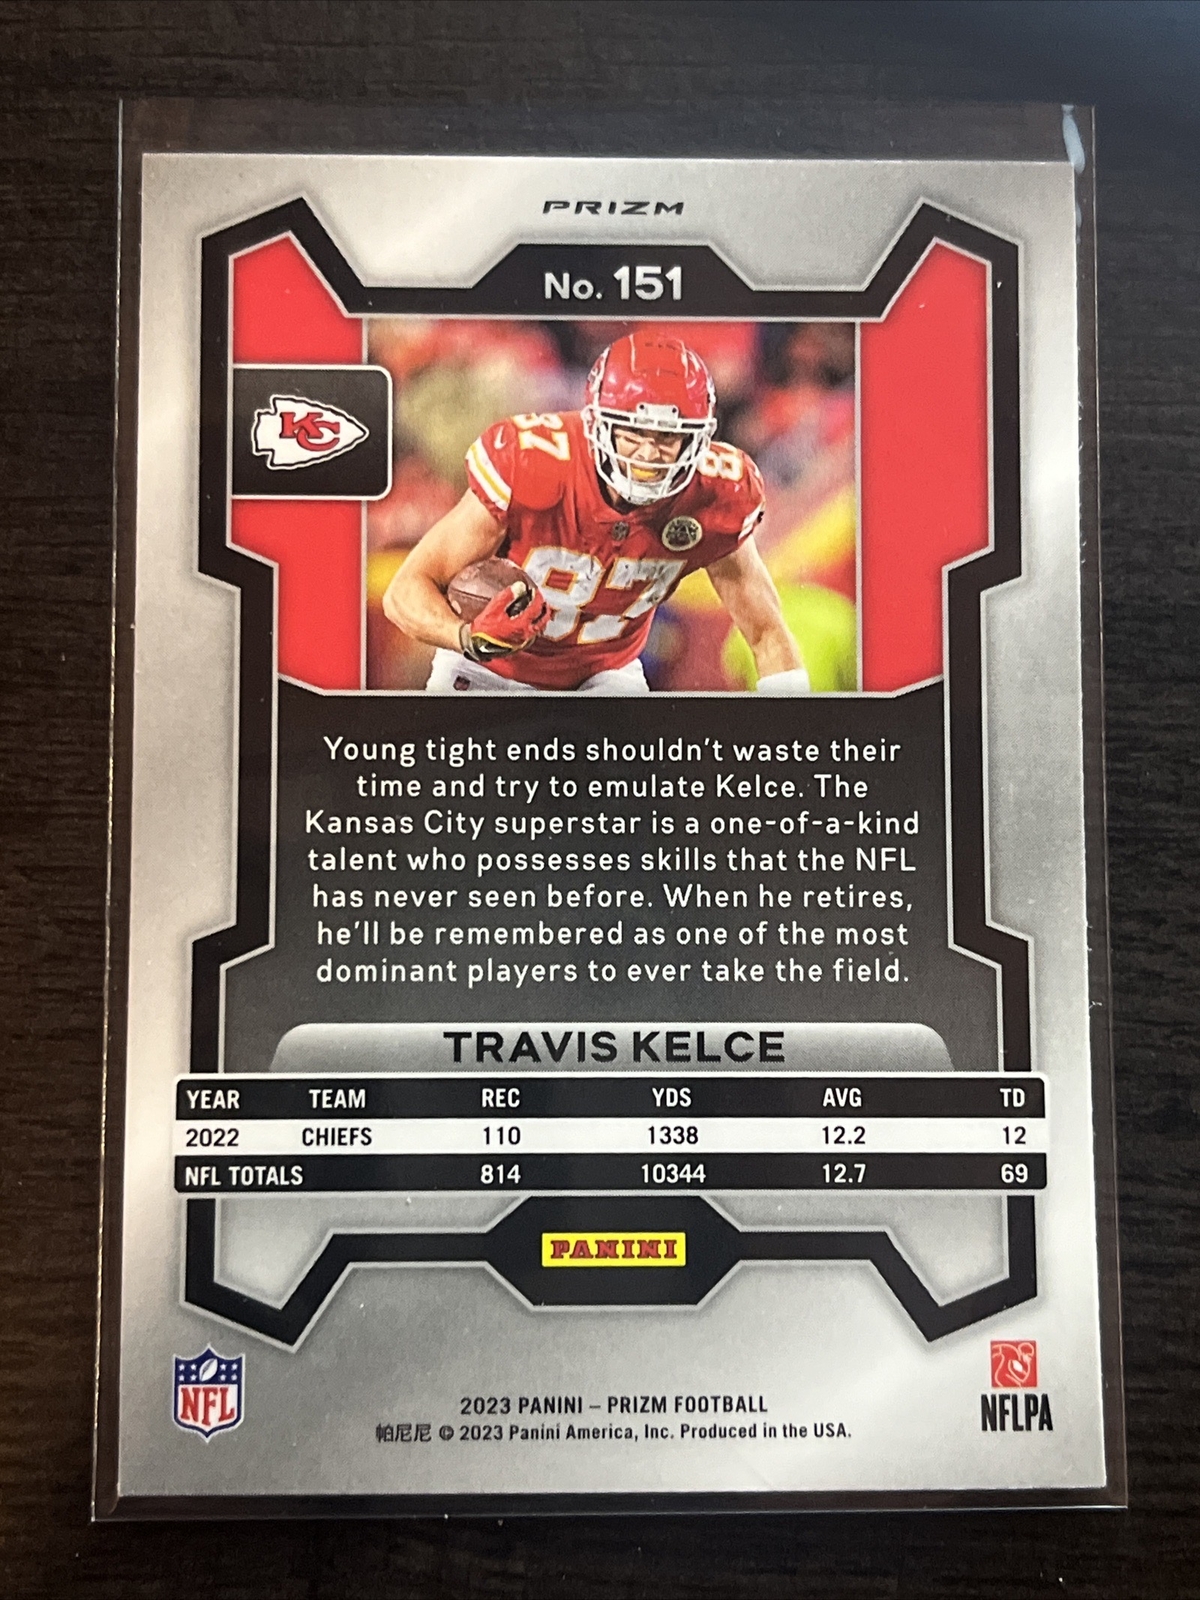 PRIZM
No. 151
KC
87
87
87
Young tight ends shouldn't waste their
time and try to emulate Kelce. The
Kansas City superstar is a one-of-a-kind
talent who possesses skills that the NFL
has never seen before. When he retires,
he'll be remembered as one of the most
dominant players to ever take the field.
TRAVIS KELCE
YEAR TEAM REC YDS AVG TD
2022 CHIEFS 110 1338 12.2 12
NFL TOTALS 814 10344 12.7 69
PANINI
NFL
NFLPA
2023 PANINI – PRIZM FOOTBALL
帕尼尼 © 2023 Panini America, Inc. Produced in the USA.